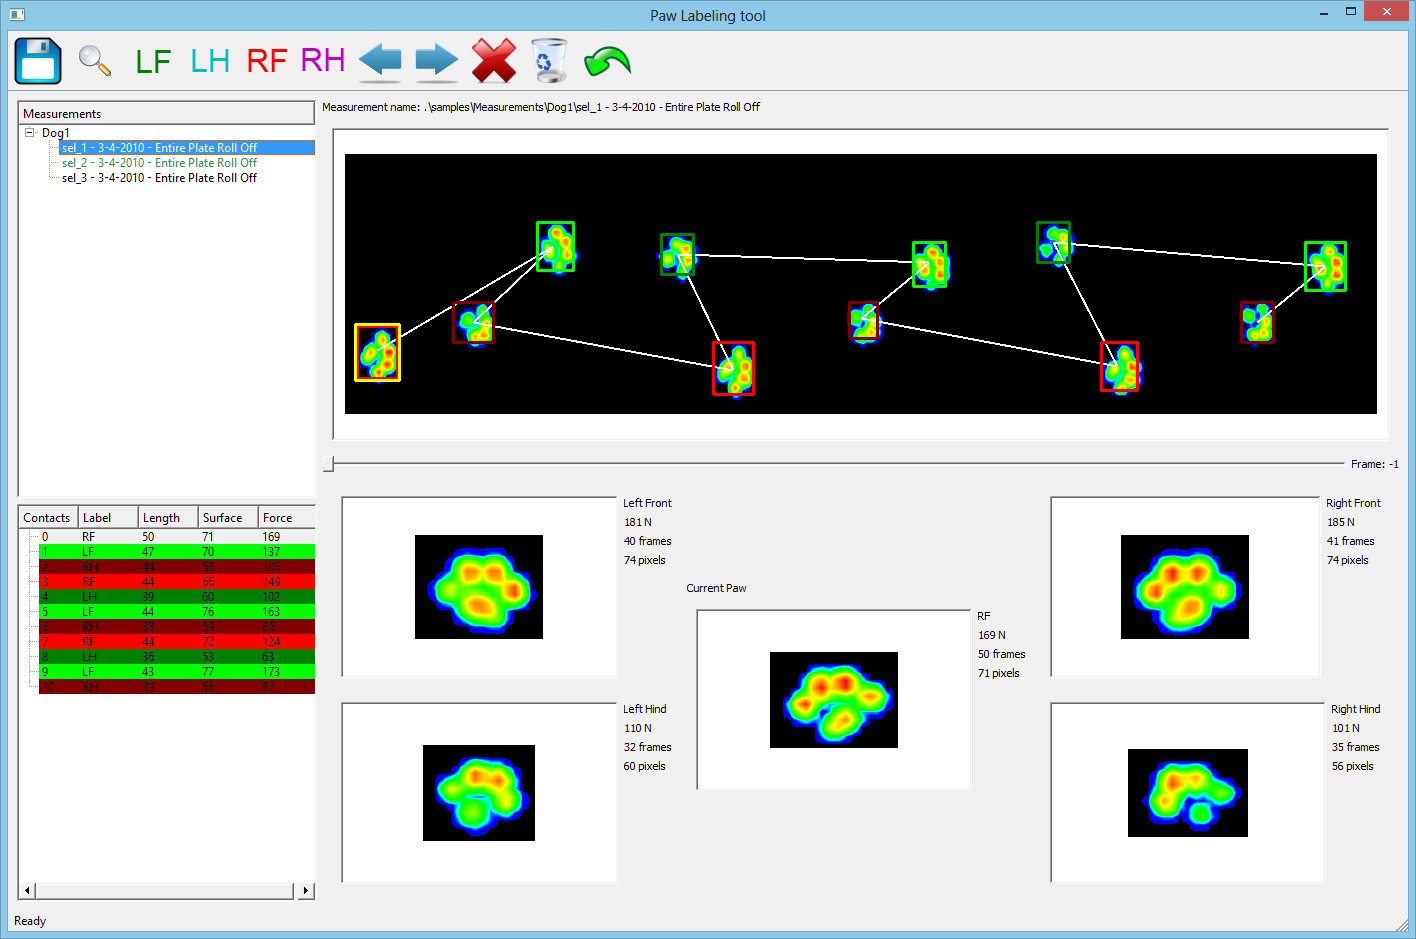 Paw Labeling tool
LF LH RF RH
Measurements
Dog1
sel_1 - 3-4-2010 - Entire Plate Roll Off
sel_2 - 3-4-2010 - Entire Plate Roll Off
sel_3 - 3-4-2010 - Entire Plate Roll Off
Measurement name: .\samples\Measurements\Dog1\sel_1 - 3-4-2010 - Entire Plate Roll Off
Frame: -1
Contacts Label Length Surface Force
0 RF 50 71 169
1 LF 47 70 137
2 RH 44 58 106
3 RF 44 66 149
4 LH 39 60 102
5 LF 44 76 163
6 RH 38 59 86
7 RF 44 72 124
8 LH 36 53 63
9 LF 43 77 173
10 RH 39 56 87
Left Front
181 N
40 frames
74 pixels
Right Front
185 N
41 frames
74 pixels
Current Paw
RF
169 N
50 frames
71 pixels
Left Hind
110 N
32 frames
60 pixels
Right Hind
101 N
35 frames
56 pixels
Ready